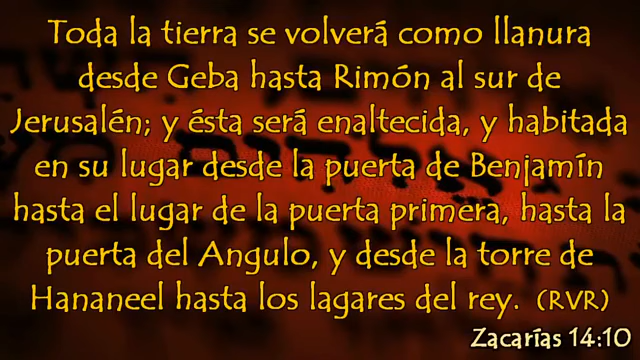 Toda la tierra se volverá como llanura
desde Geba hasta Rimón al sur de
Jerusalén; y ésta será enaltecida, y habitada
en su lugar desde la puerta de Benjamín
hasta el lugar de la puerta primera, hasta la
puerta del Angulo, y desde la torre de
Hananeel hasta los lagares del rey. (RVR)
Zacarías 14:10